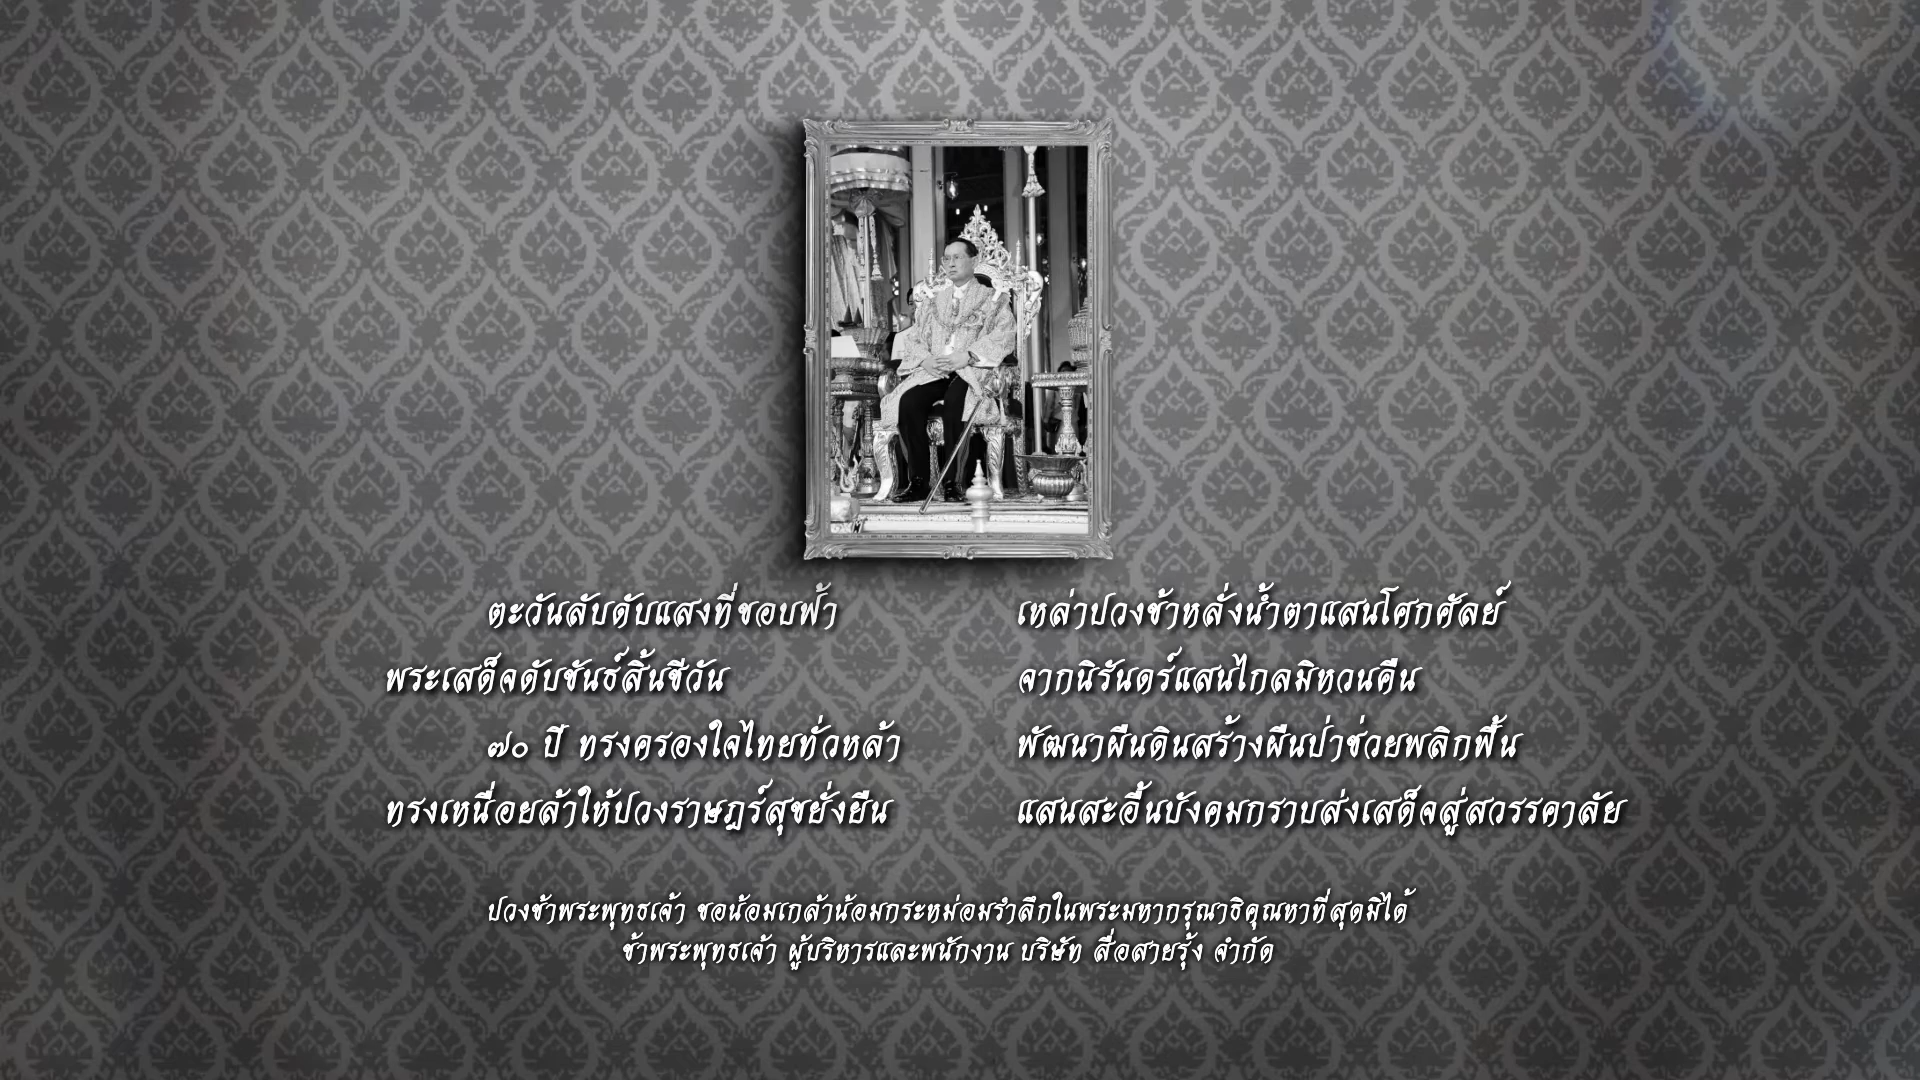 ตะวันลับดับแสงที่ขอบฟ้า เหล่าปวงข้าหลั่งน้ำตาแสนโศกศัลย์
พระเสด็จดับขันธ์สิ้นชีวัน จากนิรันดร์แสนไกลมิหวนคืน
๗๐ ปี ทรงครองใจไทยทั่วหล้า พัฒนาผืนดินสร้างผืนป่าช่วยพลิกฟื้น
ทรงเหนื่อยล้าให้ปวงราษฎร์สุขยั่งยืน แสนสะอื้นบังคมกราบส่งเสด็จสู่สวรรคาลัย
ปวงข้าพระพุทธเจ้า ขอน้อมเกล้าน้อมกระหม่อมรำลึกในพระมหากรุณาธิคุณหาที่สุดมิได้
ข้าพระพุทธเจ้า ผู้บริหารและพนักงาน บริษัท สื่อสายรุ้ง จำกัด